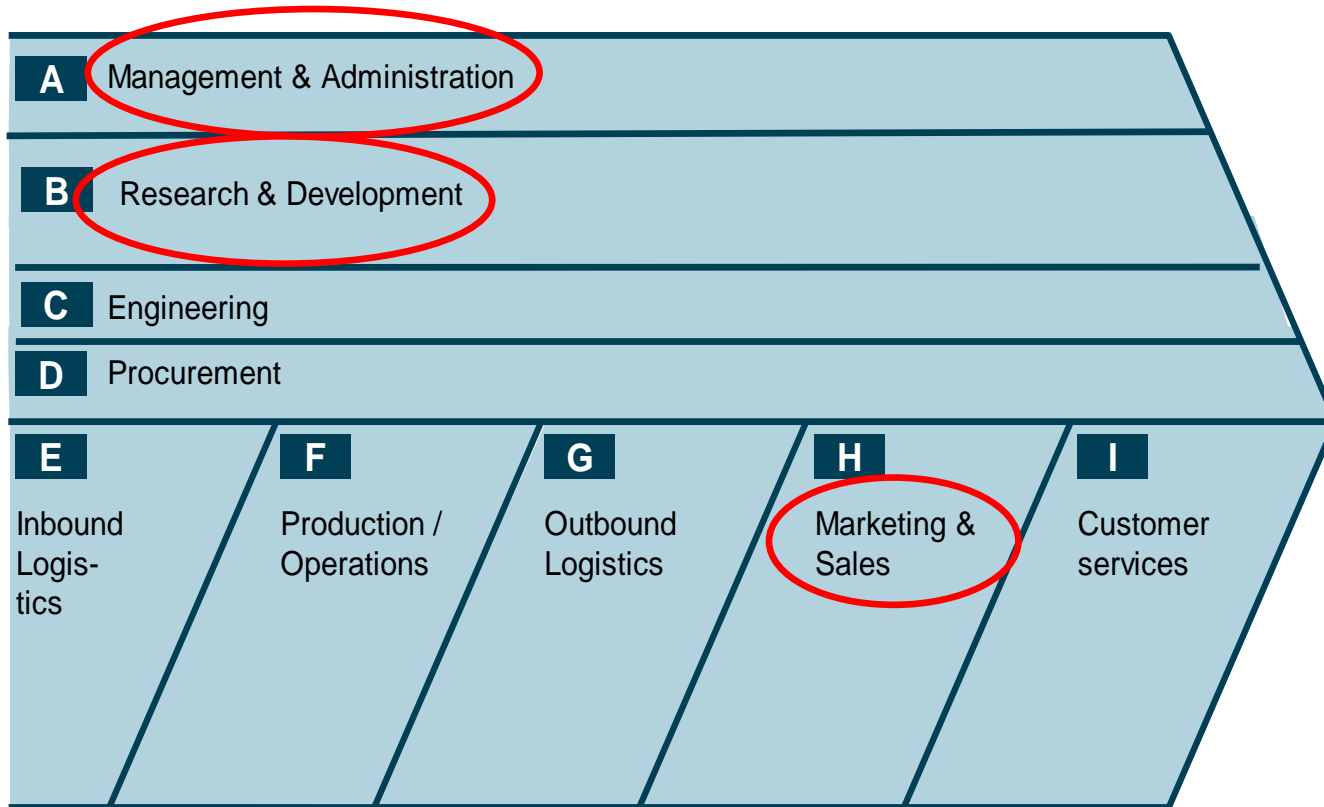 A Management & Administration
B Research & Development
C Engineering
D Procurement
E
Inbound
Logis-
tics
F
Production /
Operations
G
Outbound
Logistics
H
Marketing &
Sales
I
Customer
services